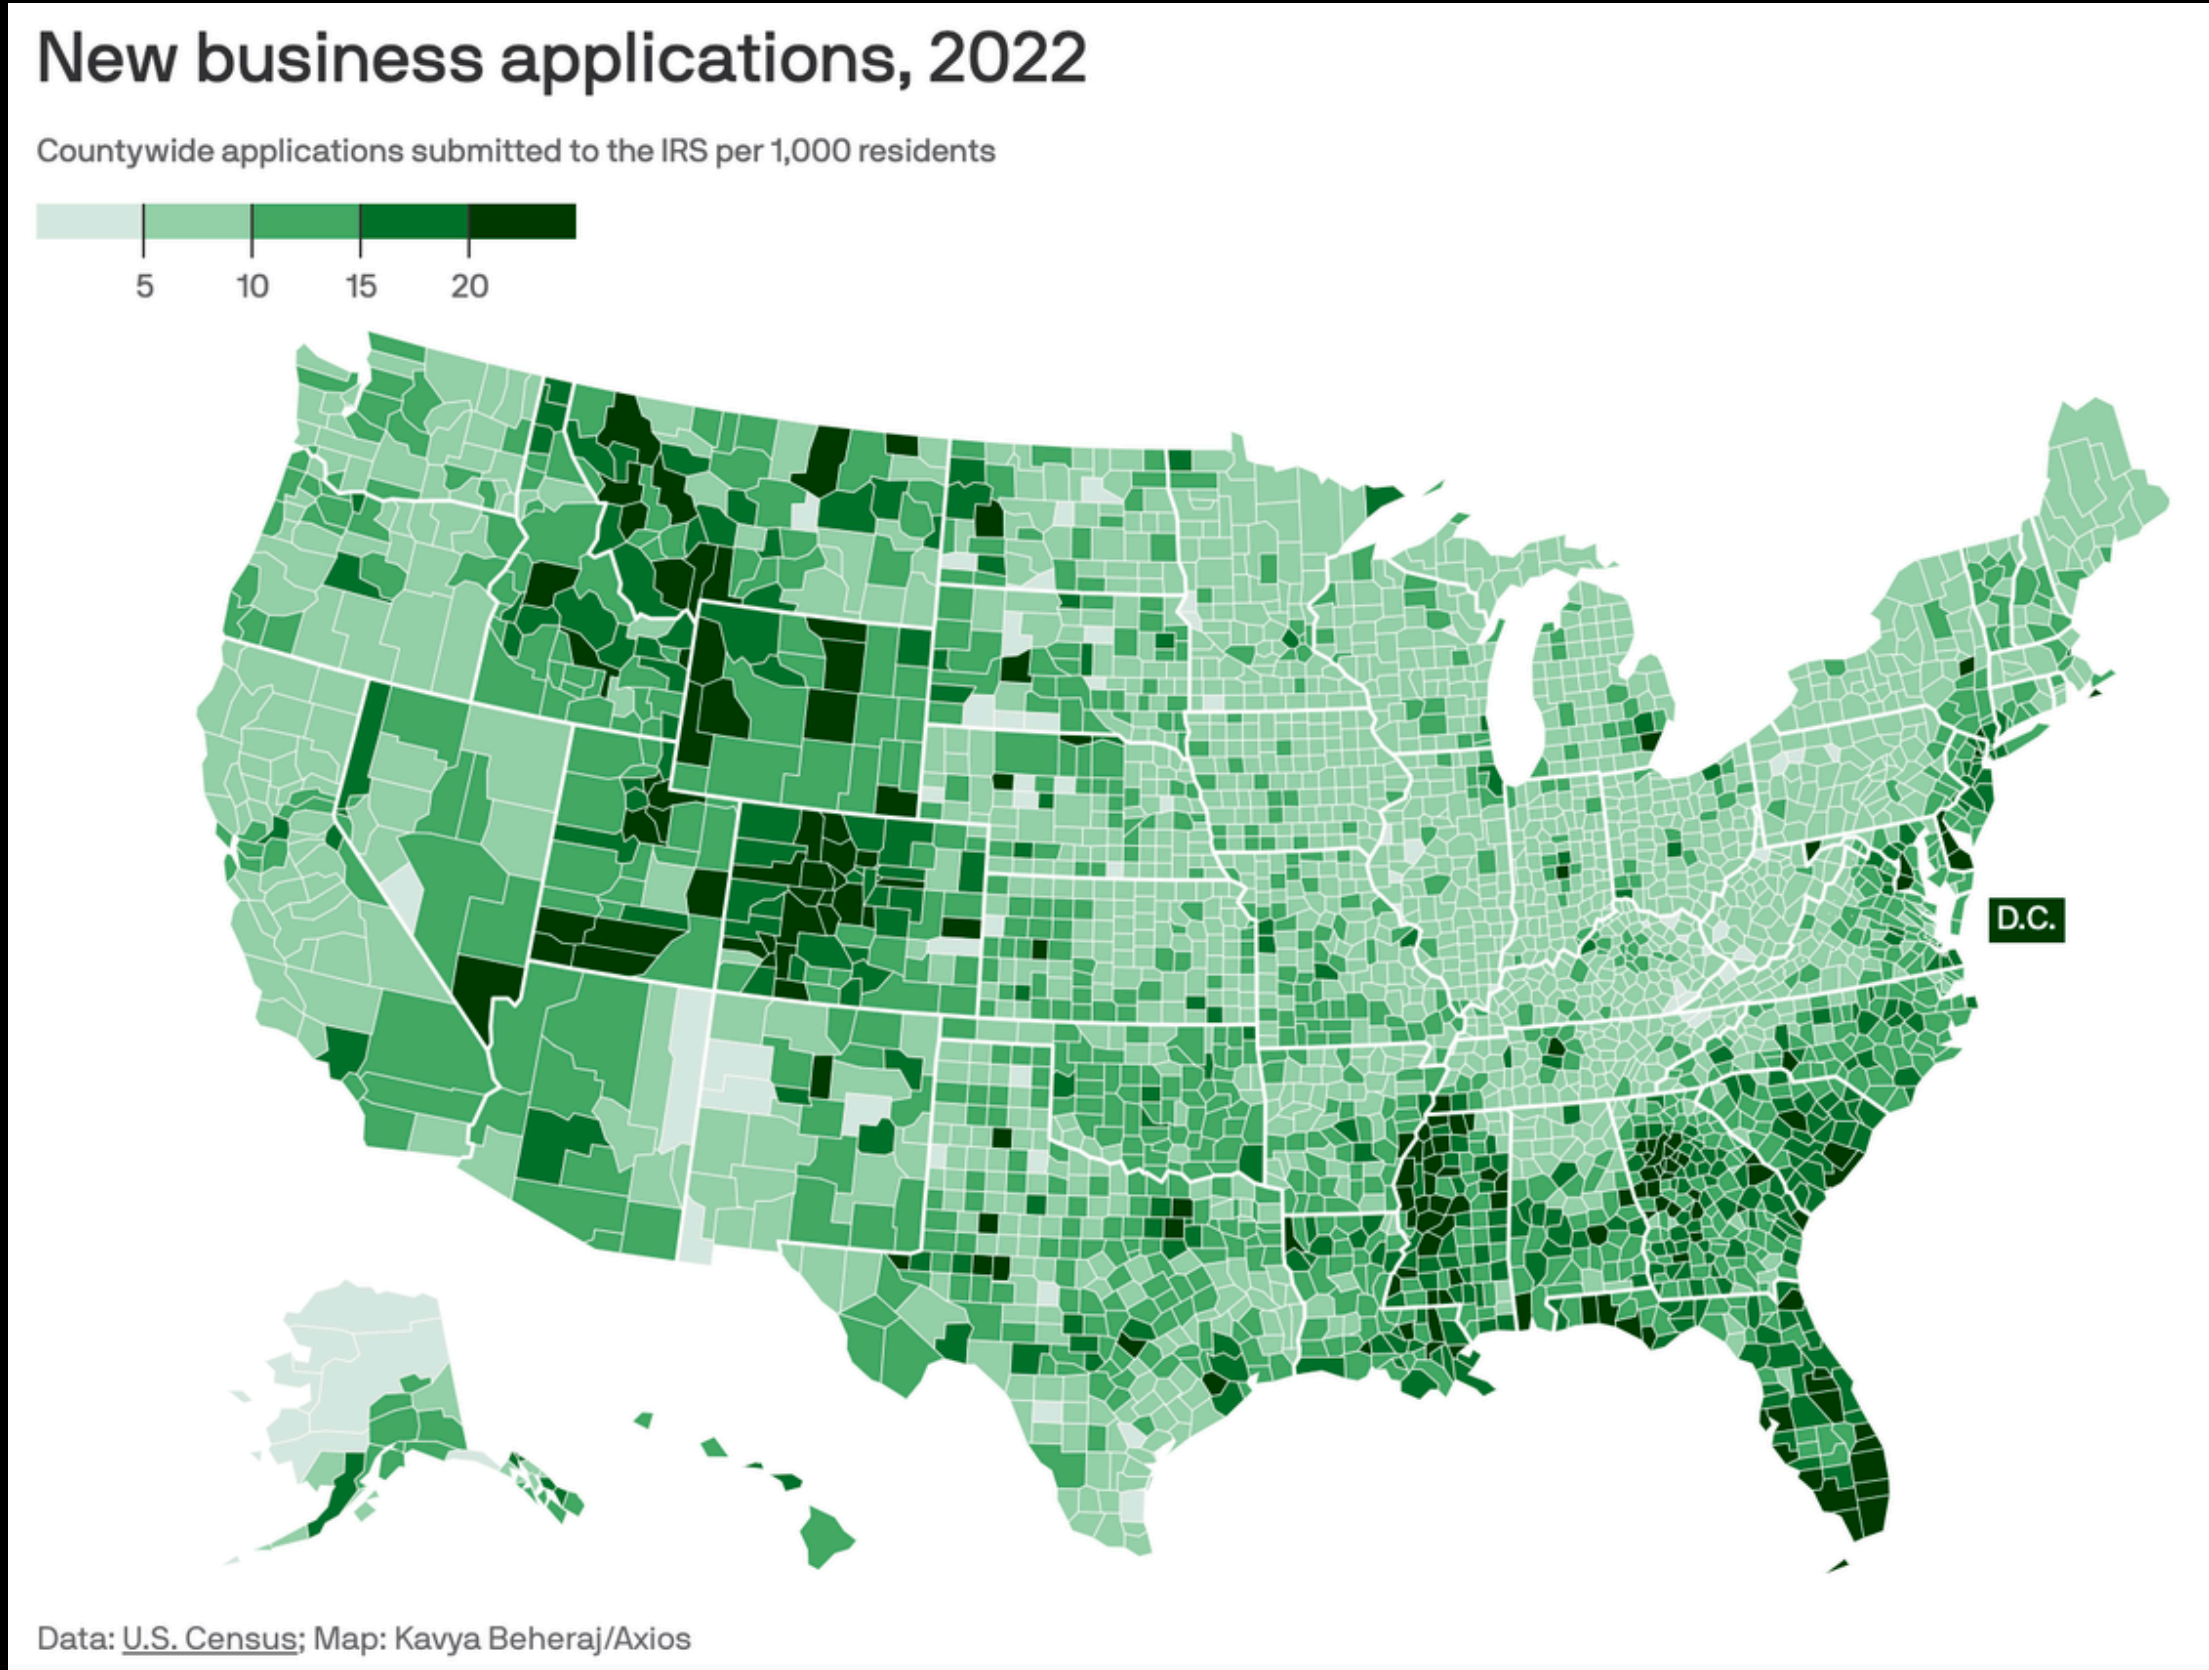 New business applications, 2022
Countywide applications submitted to the IRS per 1,000 residents
5 10 15 20
D.C.
Data: U.S. Census; Map: Kavya Beheraj/Axios